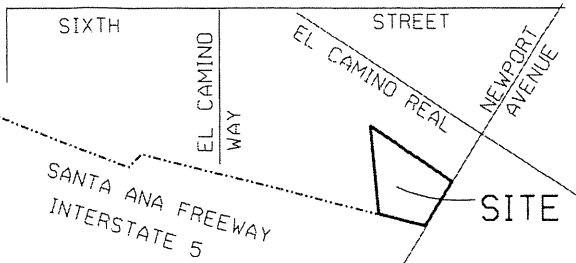 SIXTH
STREET
EL CAMINO
WAY
EL CAMINO REAL
NEWPORT
AVENUE
SANTA ANA FREEWAY
INTERSTATE 5
SITE